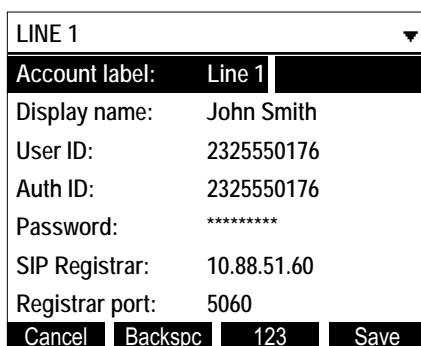 LINE 1
Account label: Line 1
Display name: John Smith
User ID: 2325550176
Auth ID: 2325550176
Password: *********
SIP Registrar: 10.88.51.60
Registrar port: 5060
Cancel Backspc 123 Save